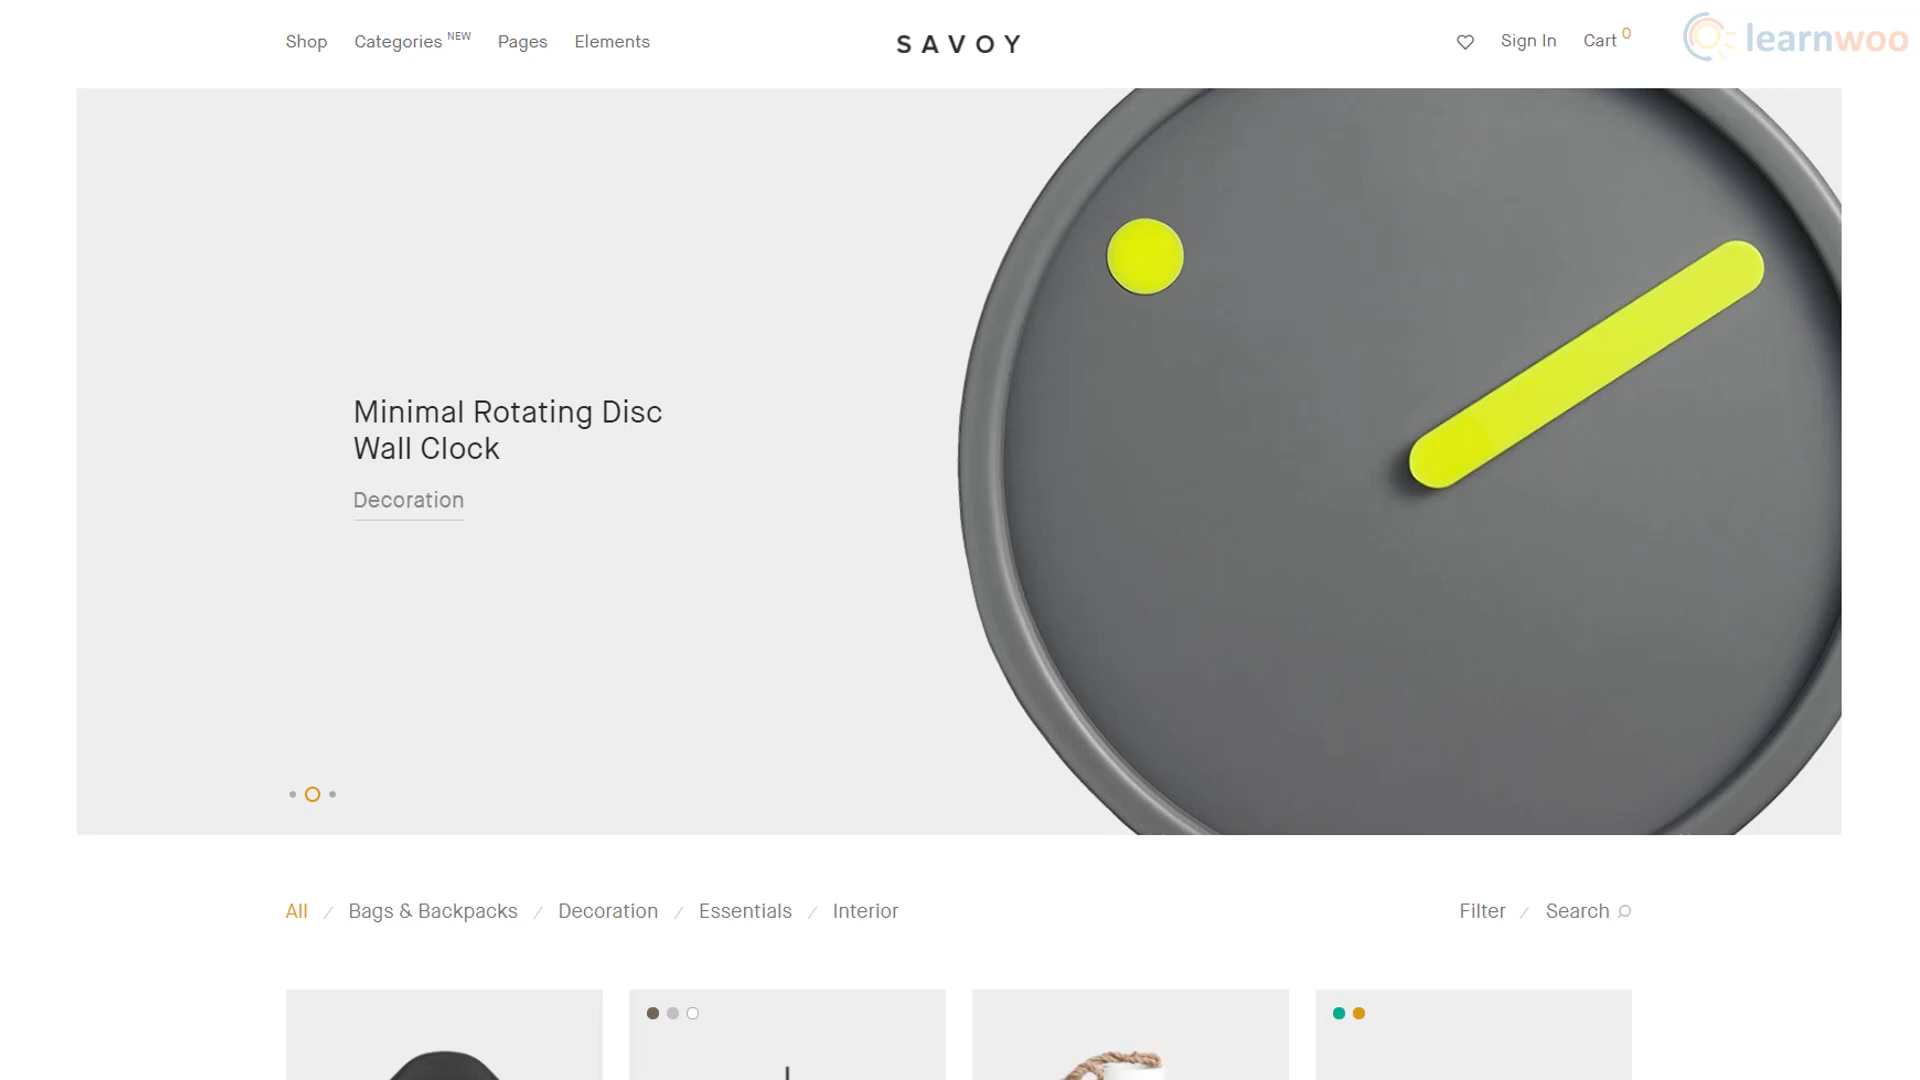 Shop Categories NEW Pages Elements SAVOY Sign In Cart 0 learnwoo
Minimal Rotating Disc
Wall Clock
Decoration
All / Bags & Backpacks / Decoration / Essentials / Interior Filter / Search